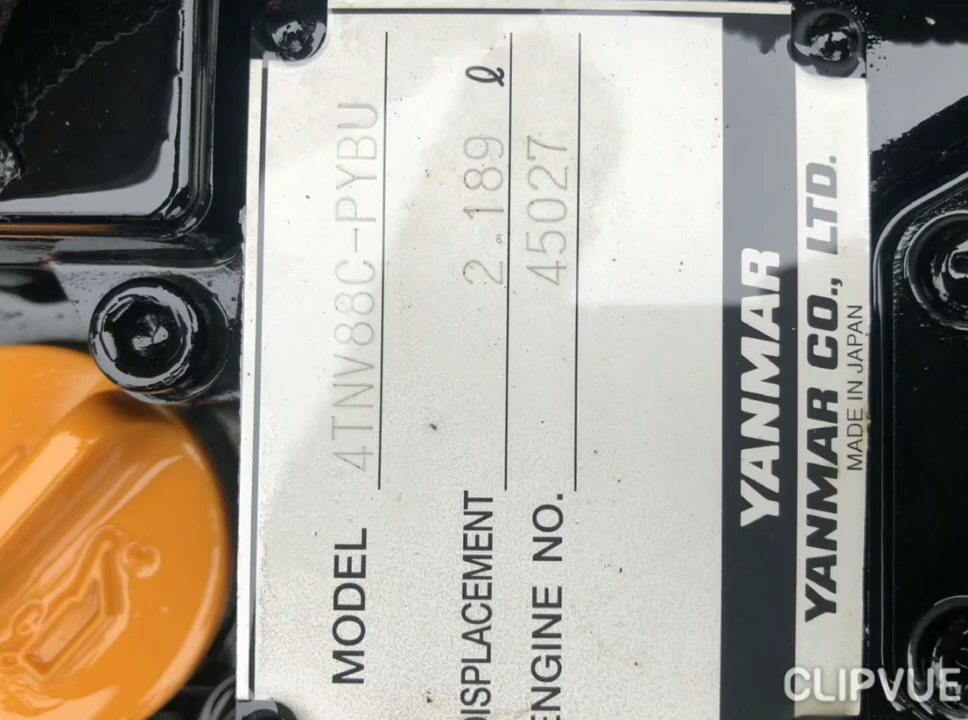 MODEL 4TNV88C-PYBU
DISPLACEMENT 2.189 ℓ
ENGINE NO. 45027
YANMAR
YANMAR CO., LTD.
MADE IN JAPAN
CLIPVUE